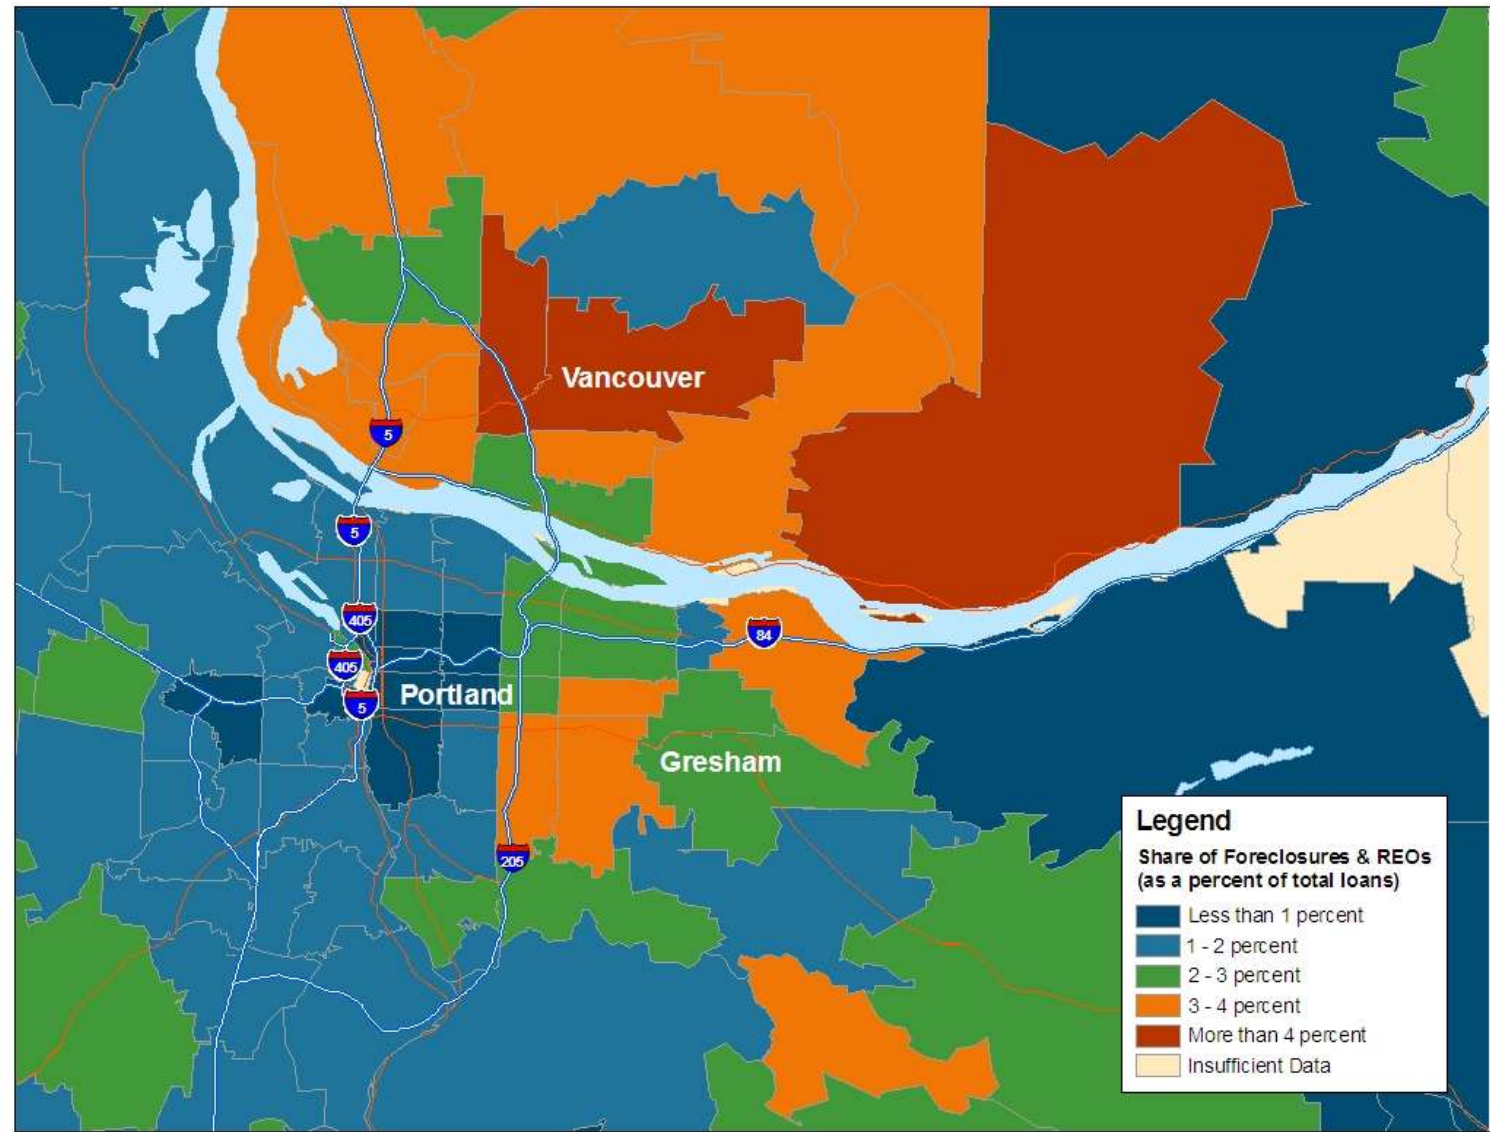 Vancouver
5
5
405
84
405
Portland
5
Gresham
205
Legend
Share of Foreclosures & REOs
(as a percent of total loans)
Less than 1 percent
1 - 2 percent
2 - 3 percent
3 - 4 percent
More than 4 percent
Insufficient Data